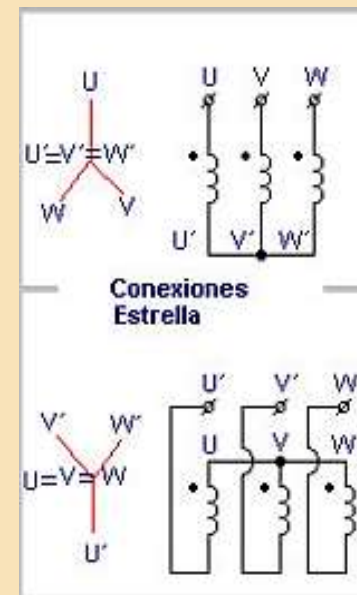 U
U´=V´=W´
W V
U V W
U´ V´ W´
Conexiones
Estrella
V´ W´
U=V=W
U´
U´ V´ W´
U V W